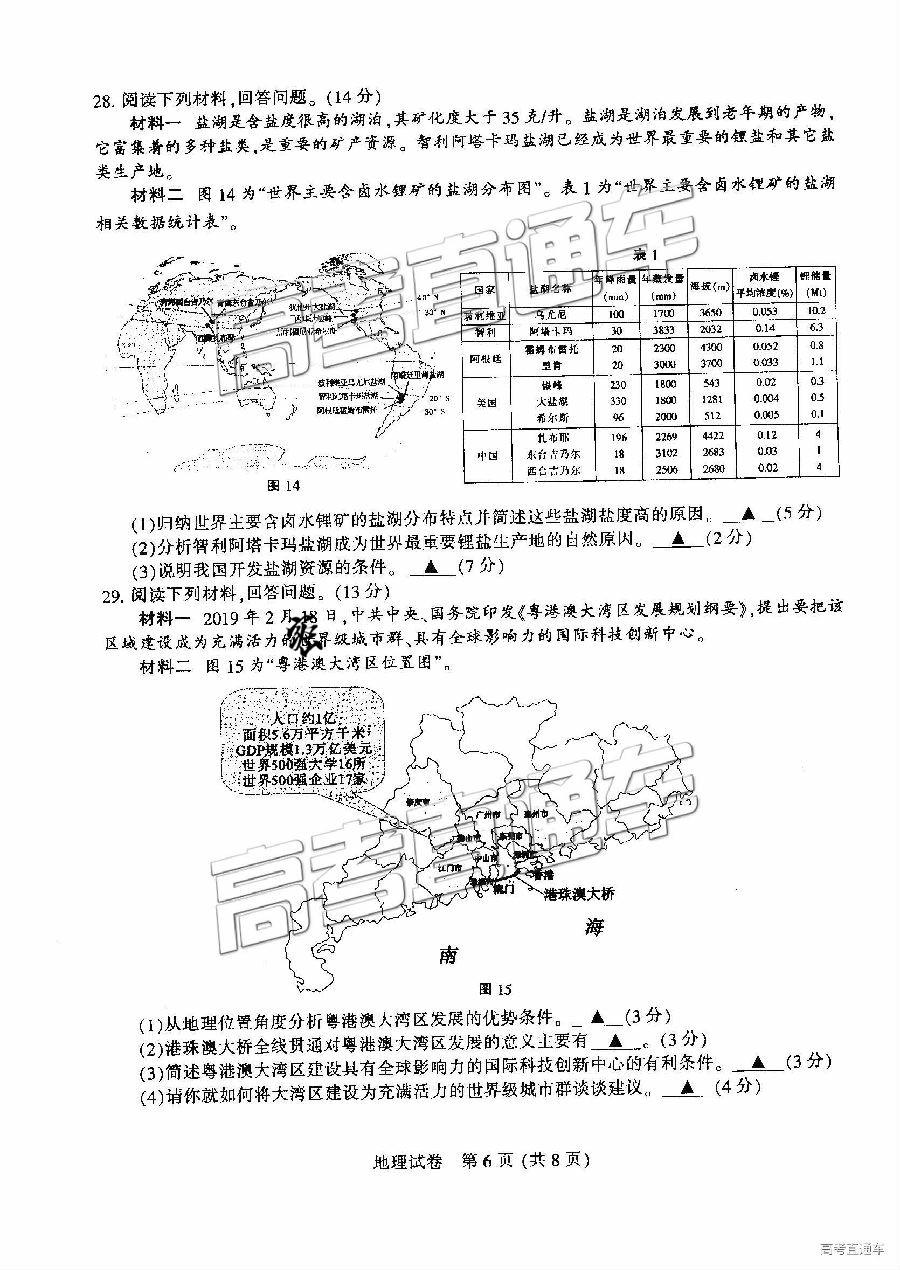 28. 阅读下列材料,回答问题。(14 分)
材料一 盐湖是含盐度很高的湖泊,其矿化度大于 35 克/升。盐湖是湖泊发展到老年期的产物,
它富集着的多种盐类,是重要的矿产资源。智利阿塔卡玛盐湖已经成为世界最重要的锂盐和其它盐
类生产地。
材料二 图 14 为“世界主要含卤水锂矿的盐湖分布图”。表 1 为“世界主要含卤水锂矿的盐湖
相关数据统计表”。
表 1
国家 盐湖名称 年降雨量(mm) 年蒸发量(mm) 海拔(m) 卤水锂平均浓度(%) 锂储量(Mt)
玻利维亚 乌尤尼 100 1700 3650 0.053 10.2
智利 阿塔卡玛 30 3833 2032 0.14 6.3
阿根廷 霍姆布雷托 20 2300 4300 0.052 0.8
里肯 20 3000 3700 0.033 1.1
美国 银峰 230 1800 543 0.02 0.3
大盐湖 330 1800 1281 0.004 0.5
希尔斯 96 2000 512 0.005 0.1
中国 扎布耶 196 2269 4422 0.12 4
东台吉乃尔 18 3102 2683 0.03 1
西台吉乃尔 18 2506 2680 0.02 4
40° N
30° N
20° S
30° S
图 14
(1)归纳世界主要含卤水锂矿的盐湖分布特点并简述这些盐湖盐度高的原因。 ▲ (5 分)
(2)分析智利阿塔卡玛盐湖成为世界最重要锂盐生产地的自然原因。 ▲ (2 分)
(3)说明我国开发盐湖资源的条件。 ▲ (7 分)
29. 阅读下列材料,回答问题。(13 分)
材料一 2019 年 2 月 18 日,中共中央、国务院印发《粤港澳大湾区发展规划纲要》,提出要把该
区域建设成为充满活力的世界级城市群、具有全球影响力的国际科技创新中心。
材料二 图 15 为“粤港澳大湾区位置图”。
人口约1亿
面积5.6万平方千米
GDP规模1.3万亿美元
世界500强大学16所
世界500强企业17家
肇庆市
广州市
惠州市
佛山市
东莞市
江门市
中山市
香港
澳门
港珠澳大桥
南
海
图 15
(1)从地理位置角度分析粤港澳大湾区发展的优势条件。 ▲ (3 分)
(2)港珠澳大桥全线贯通对粤港澳大湾区发展的意义主要有 ▲ 。(3 分)
(3)简述粤港澳大湾区建设具有全球影响力的国际科技创新中心的有利条件。 ▲ (3 分)
(4)请你就如何将大湾区建设为充满活力的世界级城市群谈谈建议。 ▲ (4 分)
地理试卷 第 6 页 (共 8 页)
高考直通车
高考直通车
高考直通车